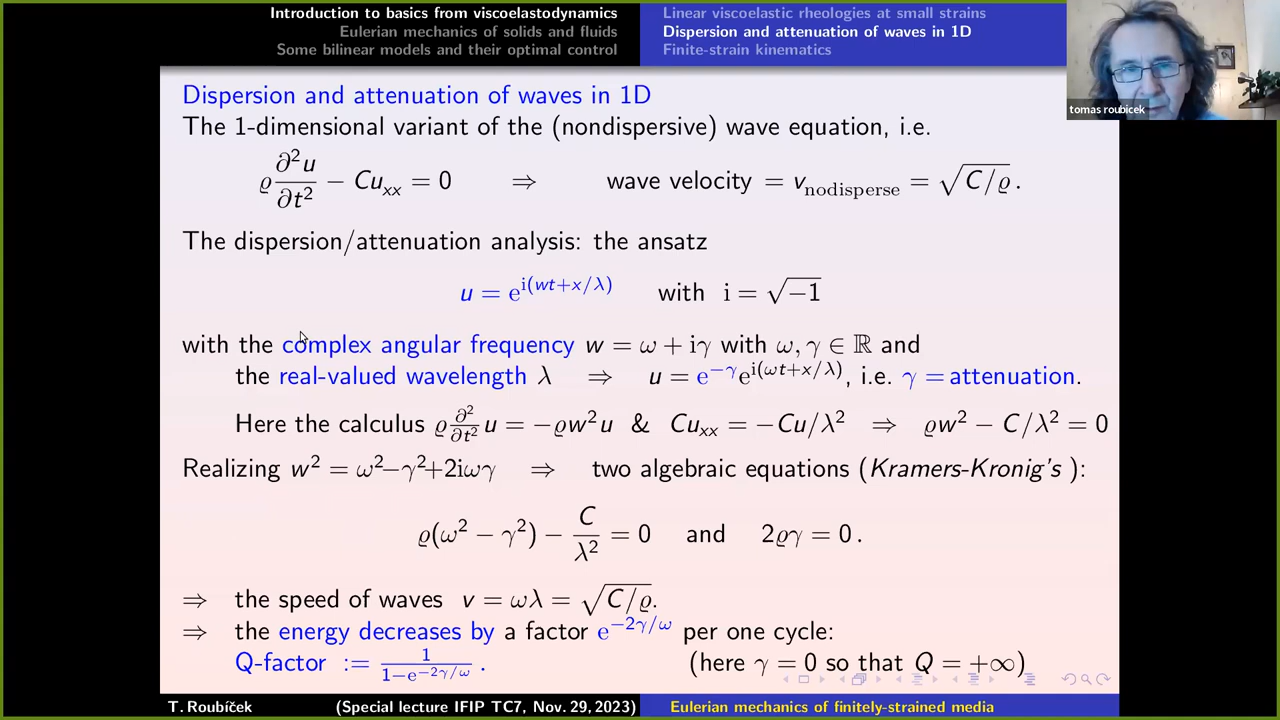 Introduction to basics from viscoelastodynamics
Eulerian mechanics of solids and fluids
Some bilinear models and their optimal control
Linear viscoelastic rheologies at small strains
Dispersion and attenuation of waves in 1D
Finite-strain kinematics
tomas roubicek
Dispersion and attenuation of waves in 1D
The 1-dimensional variant of the (nondispersive) wave equation, i.e.
ϱ ∂²u/∂t² − Cu_xx = 0 ⇒ wave velocity = v_nodisperse = √(C/ϱ) .
The dispersion/attenuation analysis: the ansatz
u = e^{i(wt+x/λ)} with i = √−1
with the complex angular frequency w = ω + iγ with ω, γ ∈ ℝ and
the real-valued wavelength λ ⇒ u = e^{−γ}e^{i(ωt+x/λ)}, i.e. γ = attenuation.
Here the calculus ϱ ∂²/∂t² u = −ϱw²u & Cu_xx = −Cu/λ² ⇒ ϱw² − C/λ² = 0
Realizing w² = ω²−γ²+2iωγ ⇒ two algebraic equations (Kramers-Kronig's ):
ϱ(ω² − γ²) − C/λ² = 0 and 2ϱγ = 0 .
⇒ the speed of waves v = ωλ = √(C/ϱ).
⇒ the energy decreases by a factor e^{−2γ/ω} per one cycle:
Q-factor := 1/(1−e^{−2γ/ω}) . (here γ = 0 so that Q = +∞)
T. Roubíček (Special lecture IFIP TC7, Nov. 29, 2023) Eulerian mechanics of finitely-strained media